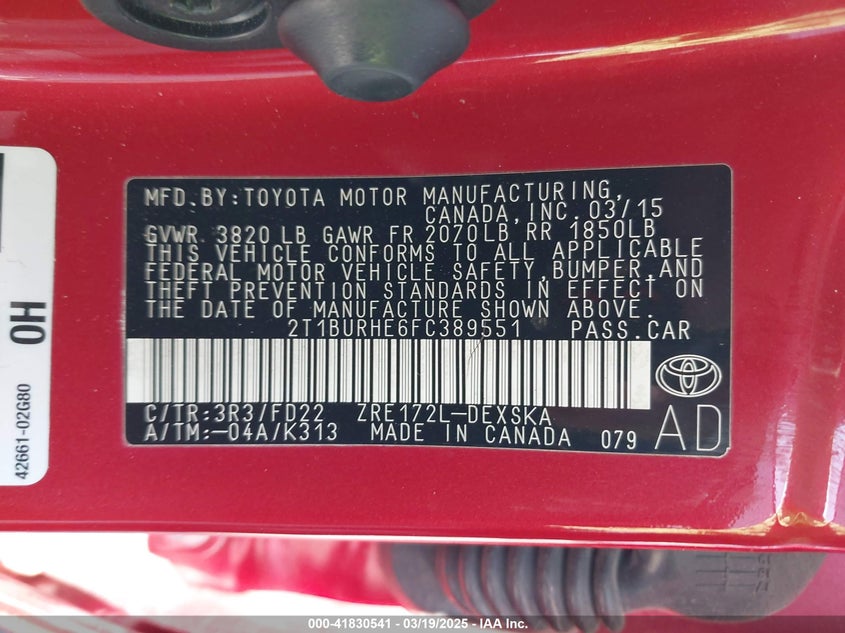 MFD. BY: TOYOTA MOTOR MANUFACTURING,
CANADA, INC. 03/15
GVWR 3820 LB GAWR FR 2070LB RR 1850LB
THIS VEHICLE CONFORMS TO ALL APPLICABLE
FEDERAL MOTOR VEHICLE SAFETY, BUMPER, AND
THEFT PREVENTION STANDARDS IN EFFECT ON
THE DATE OF MANUFACTURE SHOWN ABOVE.
2T1BURHE6FC389551 PASS.CAR
C/TR:3R3/FD22 ZRE172L-DEXSKA
A/TM:-04A/K313 MADE IN CANADA 079 AD
OH
42661-02G80
000-41830541 - 03/19/2025 - IAA Inc.